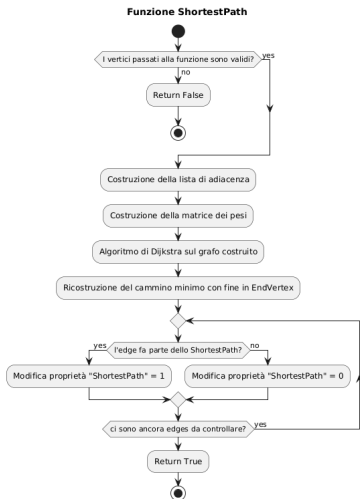 Funzione ShortestPath
I vertici passati alla funzione sono validi?
yes
no
Return False
Costruzione della lista di adiacenza
Costruzione della matrice dei pesi
Algoritmo di Dijkstra sul grafo costruito
Ricostruzione del cammino minimo con fine in EndVertex
yes
l'edge fa parte dello ShortestPath?
no
Modifica proprietà "ShortestPath" = 1
Modifica proprietà "ShortestPath" = 0
ci sono ancora edges da controllare?
yes
Return True